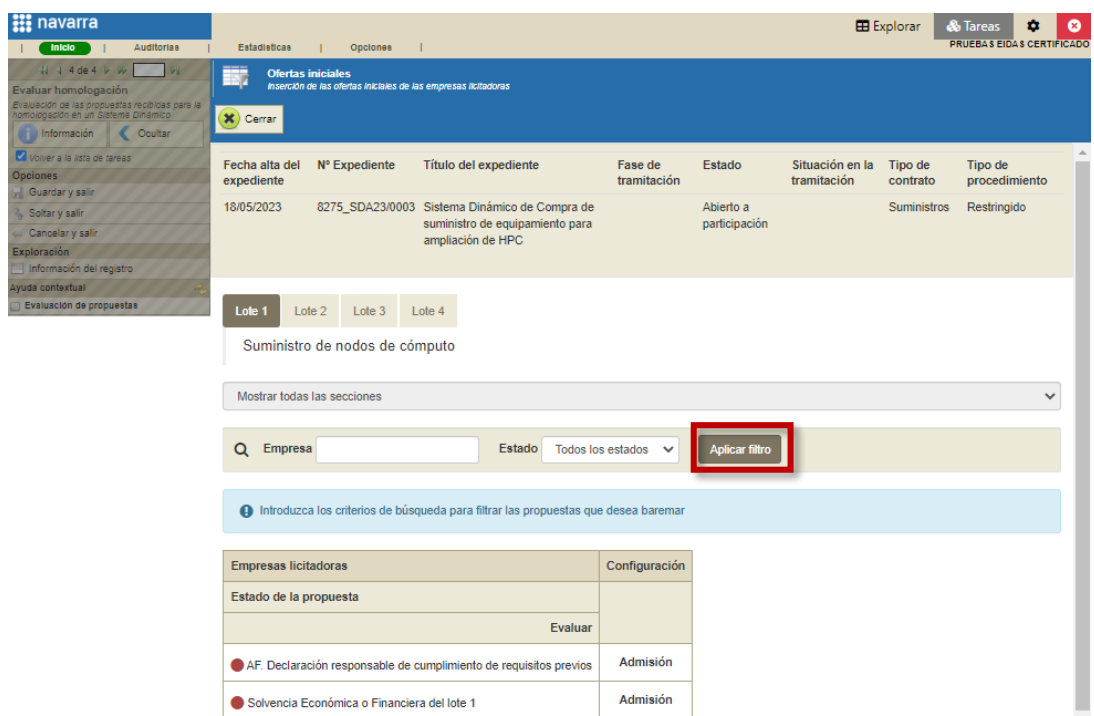 navarra
Explorar
Tareas
Inicio | Auditorías | Estadísticas | Opciones |
PRUEBAS EIDAS CERTIFICADO
4 de 4
Evaluar homologación
Evaluación de las propuestas recibidas para la
homologación en un Sistema Dinámico
Información
Ocultar
Volver a la lista de tareas
Opciones
Guardar y salir
Soltar y salir
Cancelar y salir
Exploración
Información del registro
Ayuda contextual
Evaluación de propuestas
Ofertas iniciales
Inserción de las ofertas iniciales de las empresas licitadoras
Cerrar
Fecha alta del Nº Expediente Título del expediente Fase de Estado Situación en la Tipo de Tipo de
expediente tramitación tramitación contrato procedimiento
18/05/2023 8275_SDA23/0003 Sistema Dinámico de Compra de Abierto a Suministros Restringido
suministro de equipamiento para participación
ampliación de HPC
Lote 1 Lote 2 Lote 3 Lote 4
Suministro de nodos de cómputo
Mostrar todas las secciones
Empresa Estado Todos los estados Aplicar filtro
Introduzca los criterios de búsqueda para filtrar las propuestas que desea baremar
Empresas licitadoras Configuración
Estado de la propuesta
Evaluar
AF. Declaración responsable de cumplimiento de requisitos previos Admisión
Solvencia Económica o Financiera del lote 1 Admisión